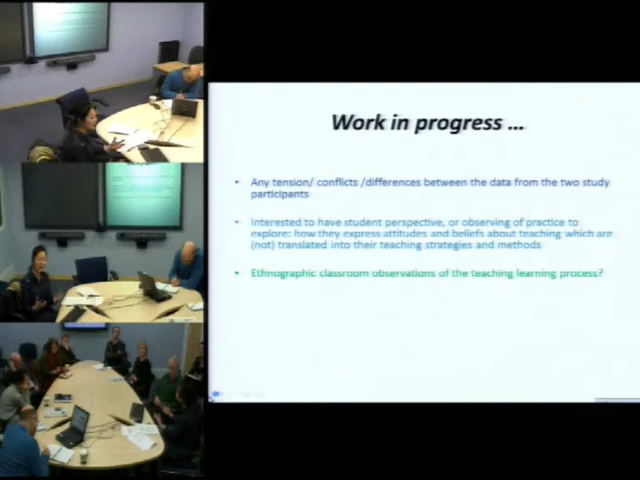 Work in progress ...
• Any tension/ conflicts /differences between the data from the two study
participants
• Interested to have student perspective, or observing of practice to
explore: how they express attitudes and beliefs about teaching which are
(not) translated into their teaching strategies and methods
• Ethnographic classroom observations of the teaching learning process?